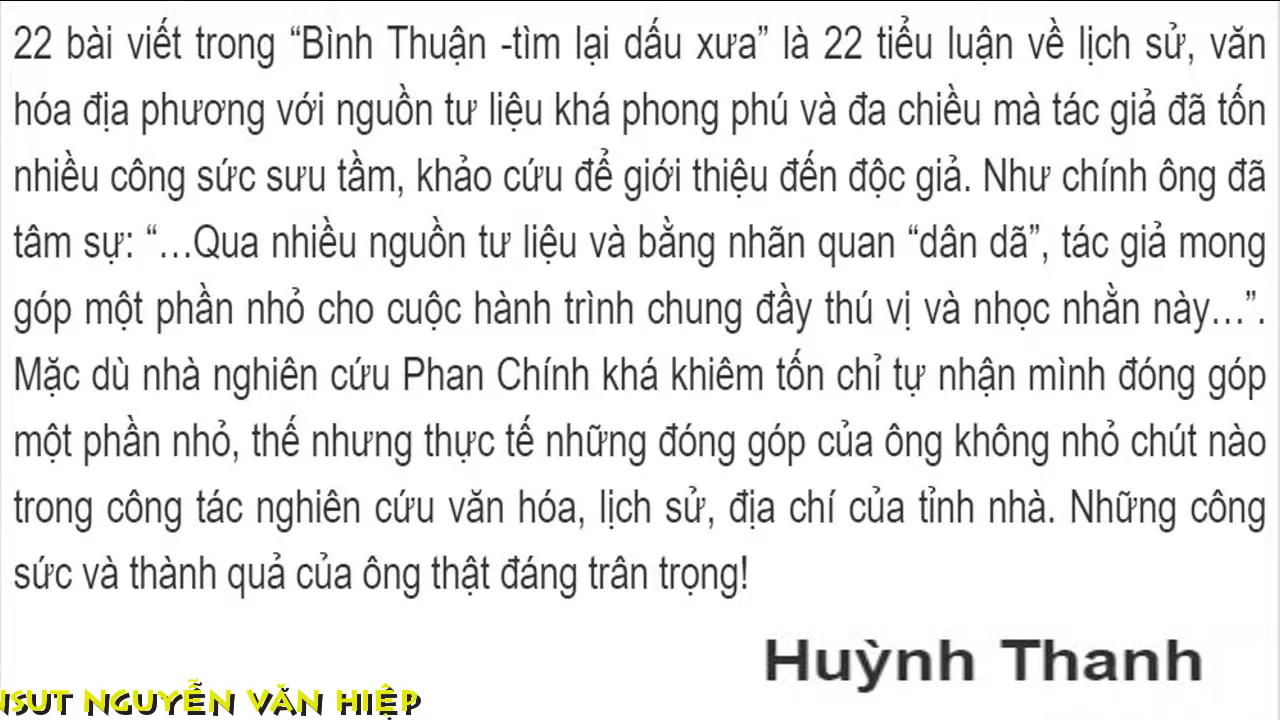 22 bài viết trong “Bình Thuận -tìm lại dấu xưa” là 22 tiểu luận về lịch sử, văn
hóa địa phương với nguồn tư liệu khá phong phú và đa chiều mà tác giả đã tốn
nhiều công sức sưu tầm, khảo cứu để giới thiệu đến độc giả. Như chính ông đã
tâm sự: “…Qua nhiều nguồn tư liệu và bằng nhãn quan “dân dã”, tác giả mong
góp một phần nhỏ cho cuộc hành trình chung đầy thú vị và nhọc nhằn này…”.
Mặc dù nhà nghiên cứu Phan Chính khá khiêm tốn chỉ tự nhận mình đóng góp
một phần nhỏ, thế nhưng thực tế những đóng góp của ông không nhỏ chút nào
trong công tác nghiên cứu văn hóa, lịch sử, địa chí của tỉnh nhà. Những công
sức và thành quả của ông thật đáng trân trọng!
Huỳnh Thanh
NSUT NGUYỄN VĂN HIỆP